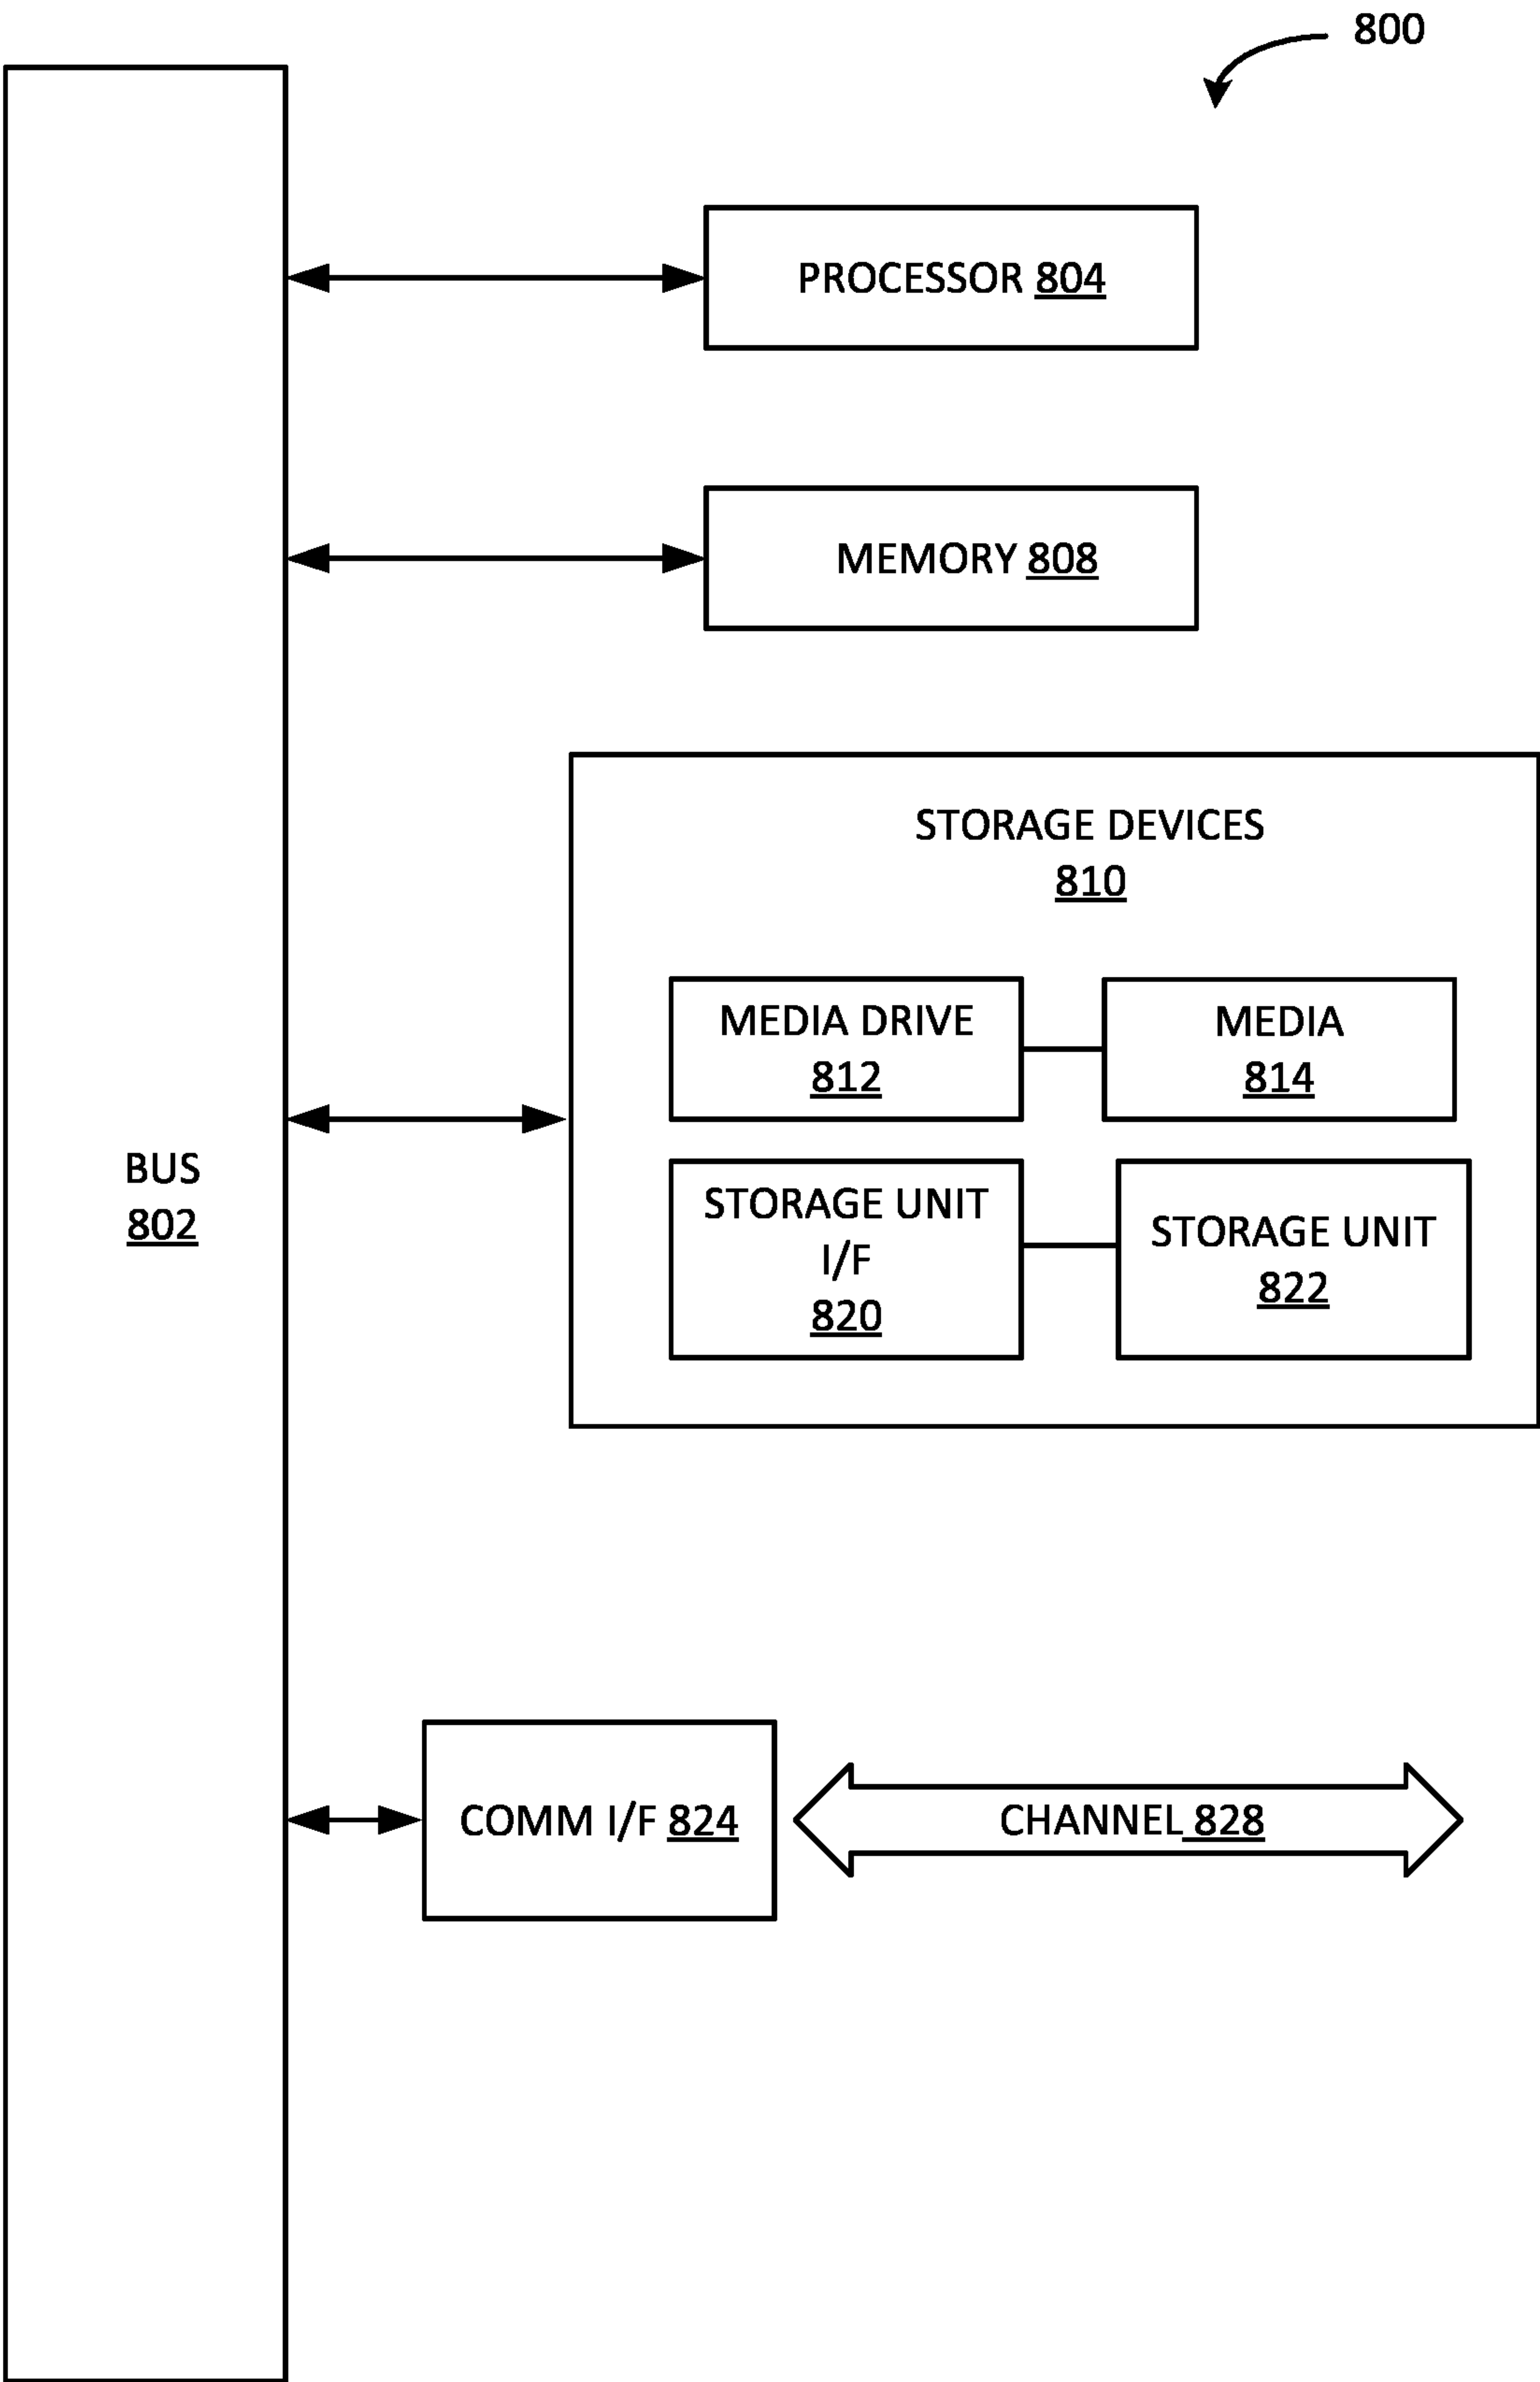 800
PROCESSOR 804
MEMORY 808
STORAGE DEVICES
810
MEDIA DRIVE
812
MEDIA
814
BUS
802
STORAGE UNIT
I/F
820
STORAGE UNIT
822
COMM I/F 824
CHANNEL 828